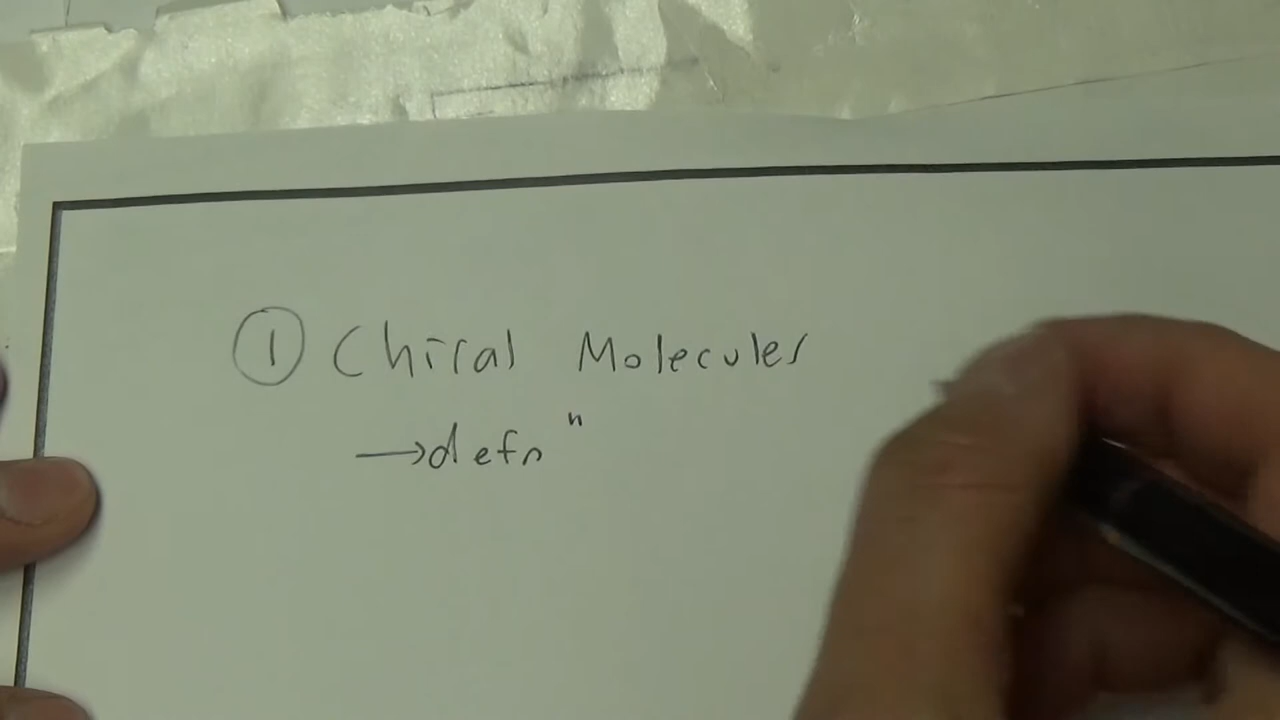 ① Chiral Molecules
→ defnⁿ